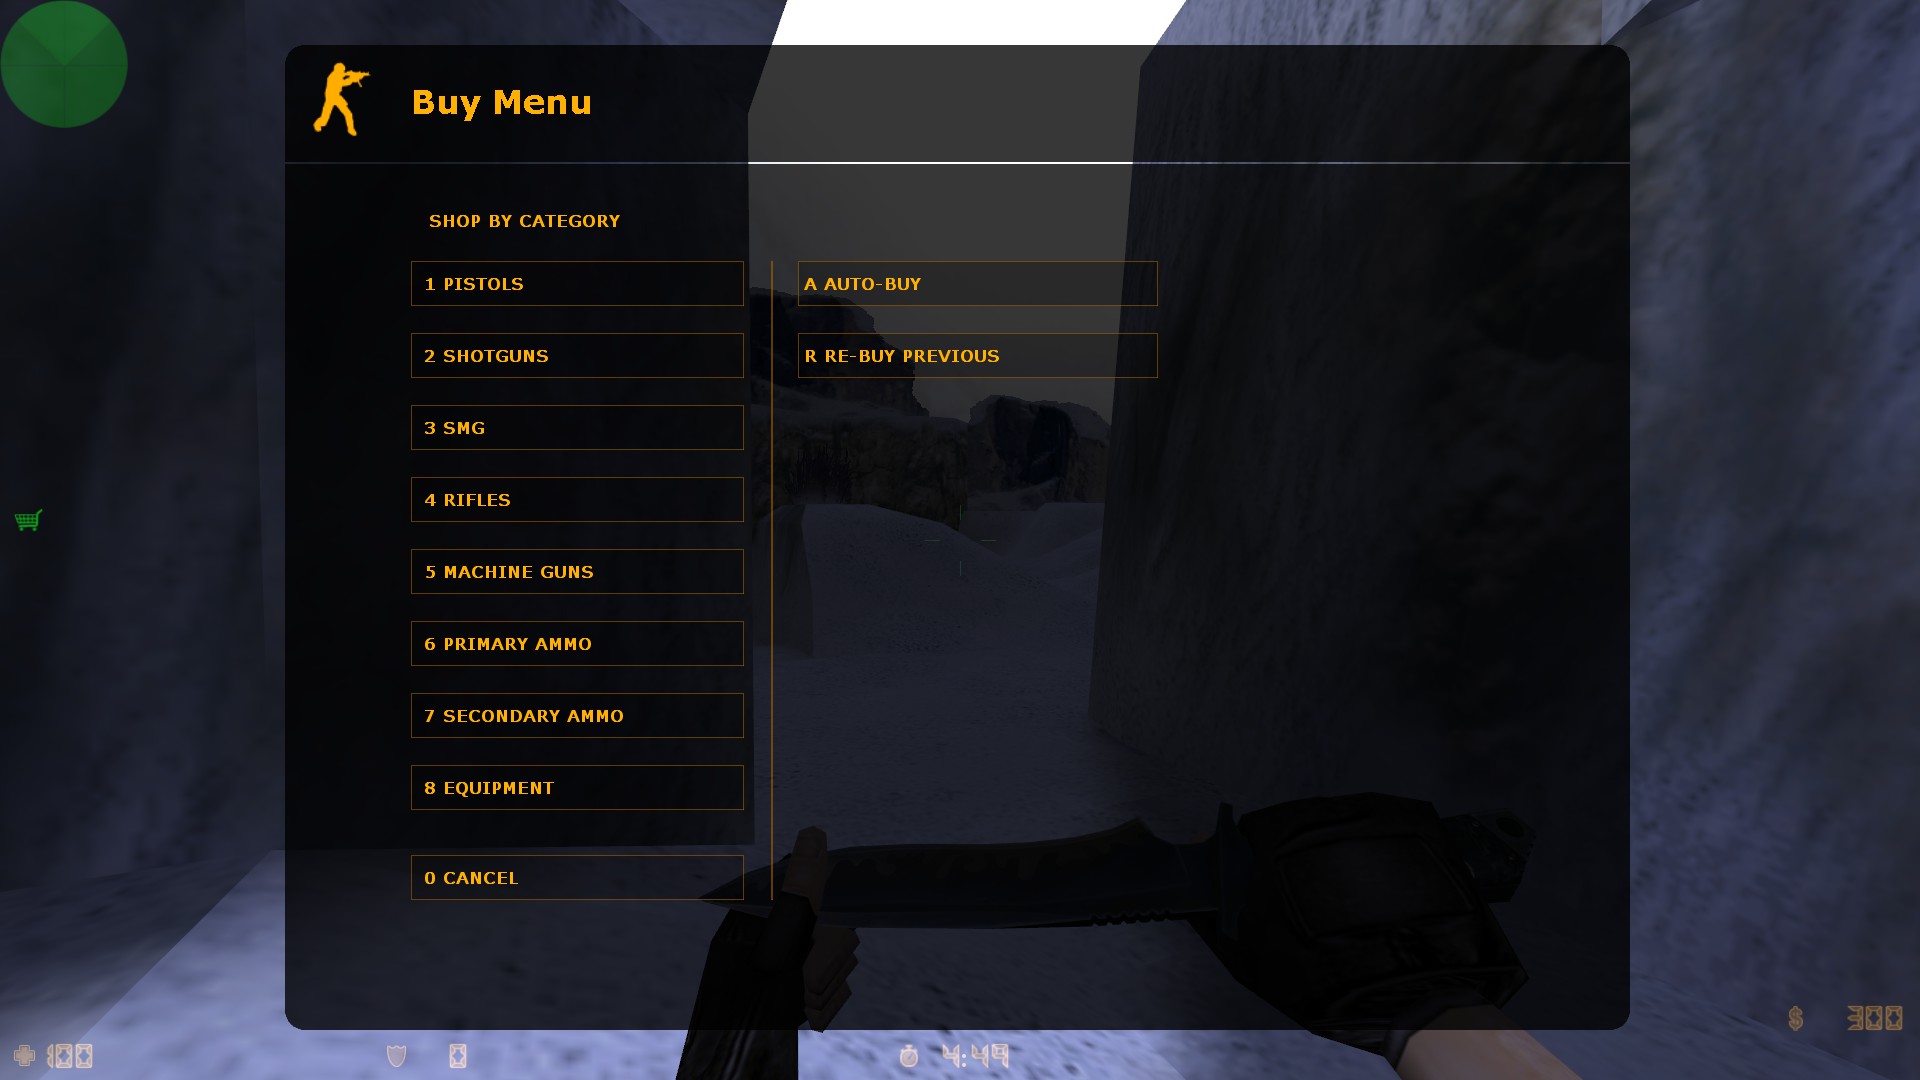 Buy Menu
SHOP BY CATEGORY
1 PISTOLS
2 SHOTGUNS
3 SMG
4 RIFLES
5 MACHINE GUNS
6 PRIMARY AMMO
7 SECONDARY AMMO
8 EQUIPMENT
0 CANCEL
A AUTO-BUY
R RE-BUY PREVIOUS
100
0
4:49
$ 300